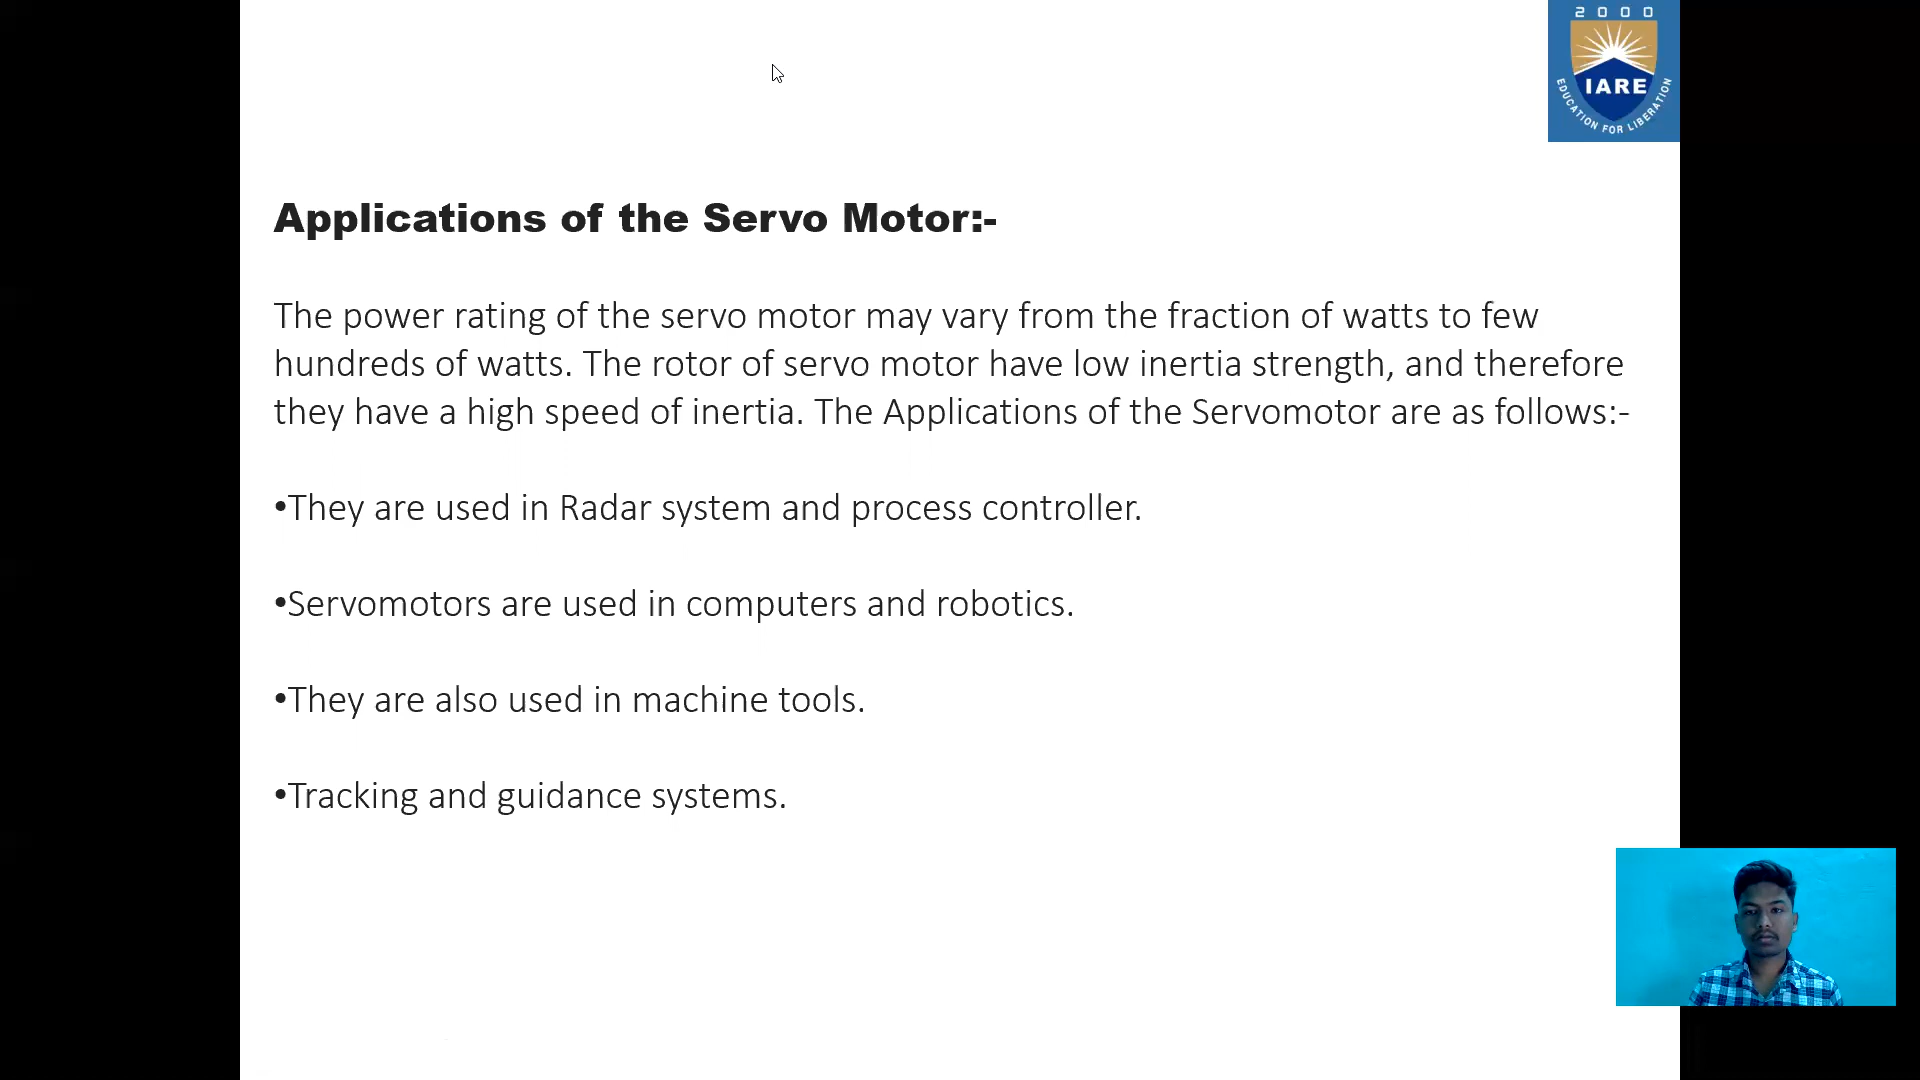 2000
IARE
EDUCATION FOR LIBERATION
Applications of the Servo Motor:-
The power rating of the servo motor may vary from the fraction of watts to few
hundreds of watts. The rotor of servo motor have low inertia strength, and therefore
they have a high speed of inertia. The Applications of the Servomotor are as follows:-
•They are used in Radar system and process controller.
•Servomotors are used in computers and robotics.
•They are also used in machine tools.
•Tracking and guidance systems.